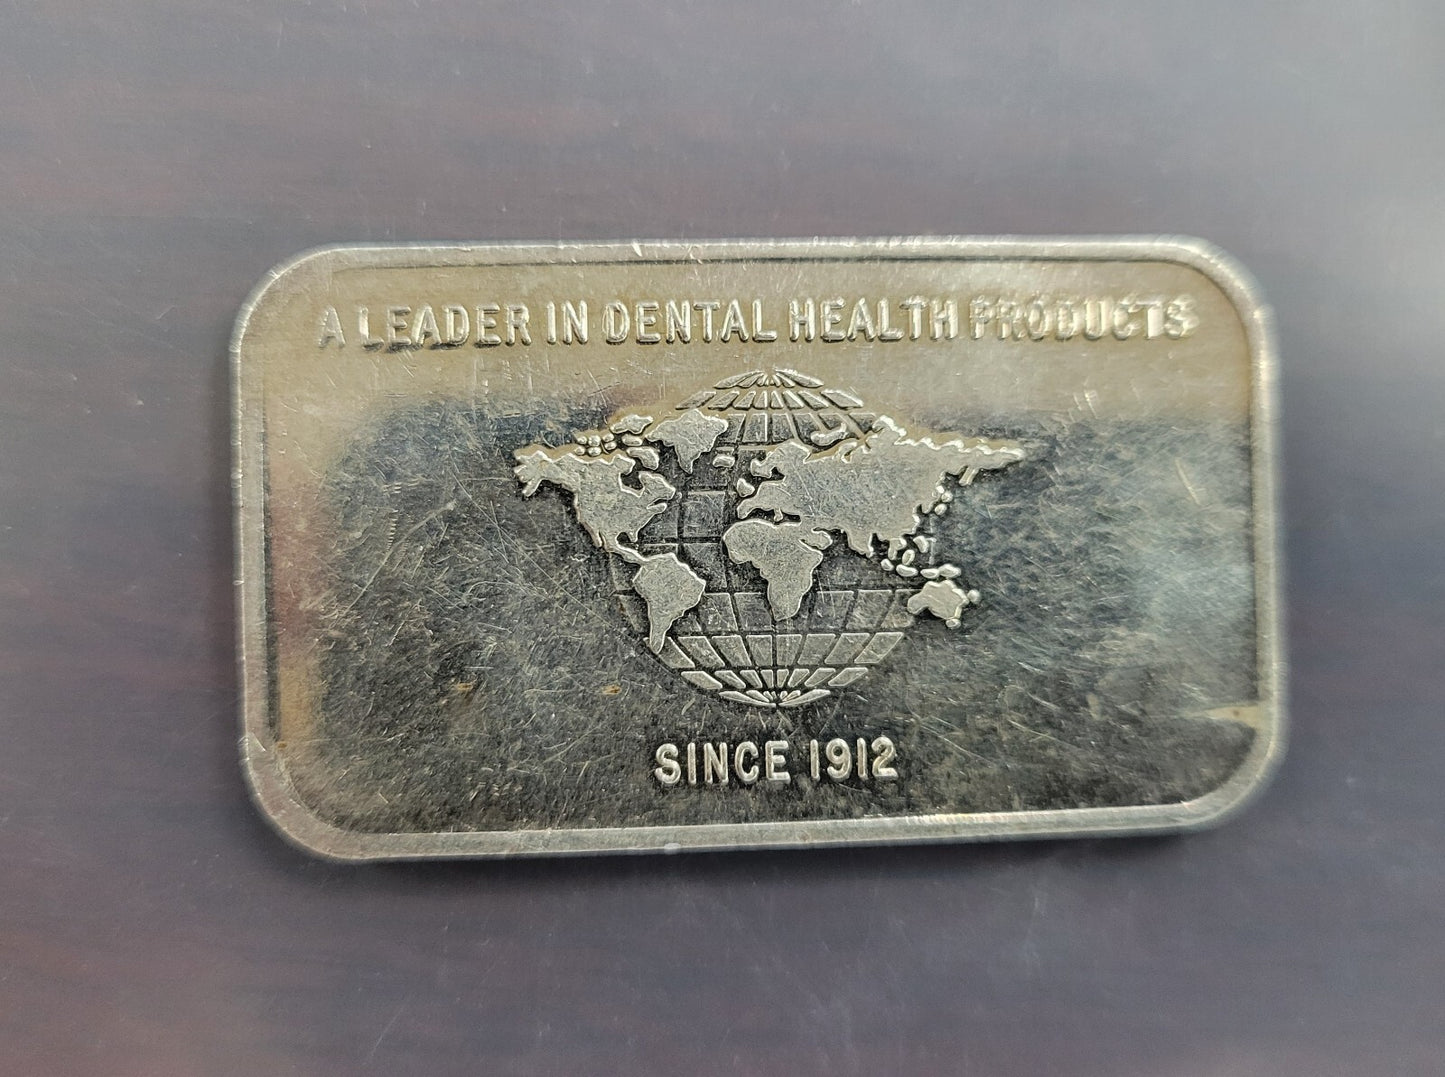 A LEADER IN DENTAL HEALTH PRODUCTS
SINCE 1912